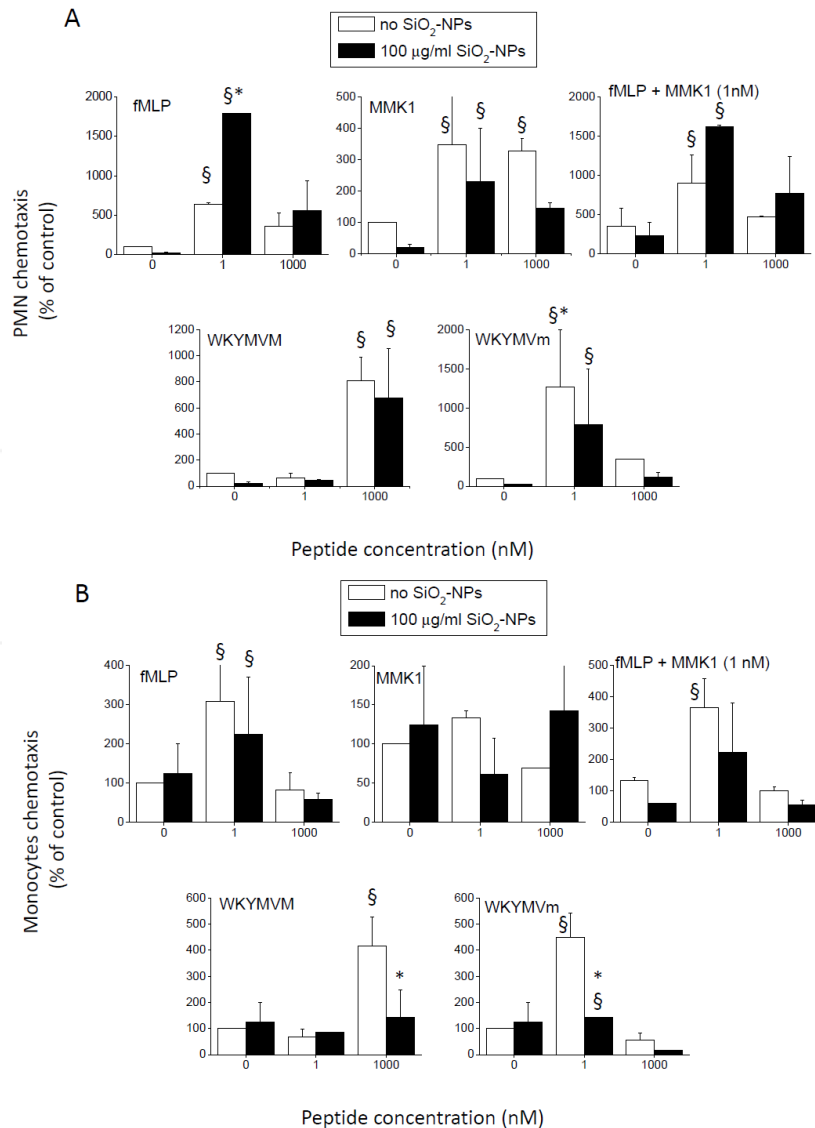 A
no SiO2-NPs
100 µg/ml SiO2-NPs
PMN chemotaxis
(% of control)
fMLP
§
§*
2000
1500
1000
500
0
0 1 1000
MMK1
§ § §
500
400
300
200
100
0
0 1 1000
fMLP + MMK1 (1nM)
§ §
2000
1500
1000
500
0
0 1 1000
WKYMVM
§ §
1200
1000
800
600
400
200
0
0 1 1000
WKYMVm
§*
§
2000
1500
1000
500
0
0 1 1000
Peptide concentration (nM)
B
no SiO2-NPs
100 µg/ml SiO2-NPs
Monocytes chemotaxis
(% of control)
fMLP
§ §
400
300
200
100
0
0 1 1000
MMK1
200
150
100
50
0
0 1 1000
fMLP + MMK1 (1 nM)
§
500
400
300
200
100
0
0 1 1000
WKYMVM
§
*
600
500
400
300
200
100
0
0 1 1000
WKYMVm
§
*
§
600
500
400
300
200
100
0
0 1 1000
Peptide concentration (nM)